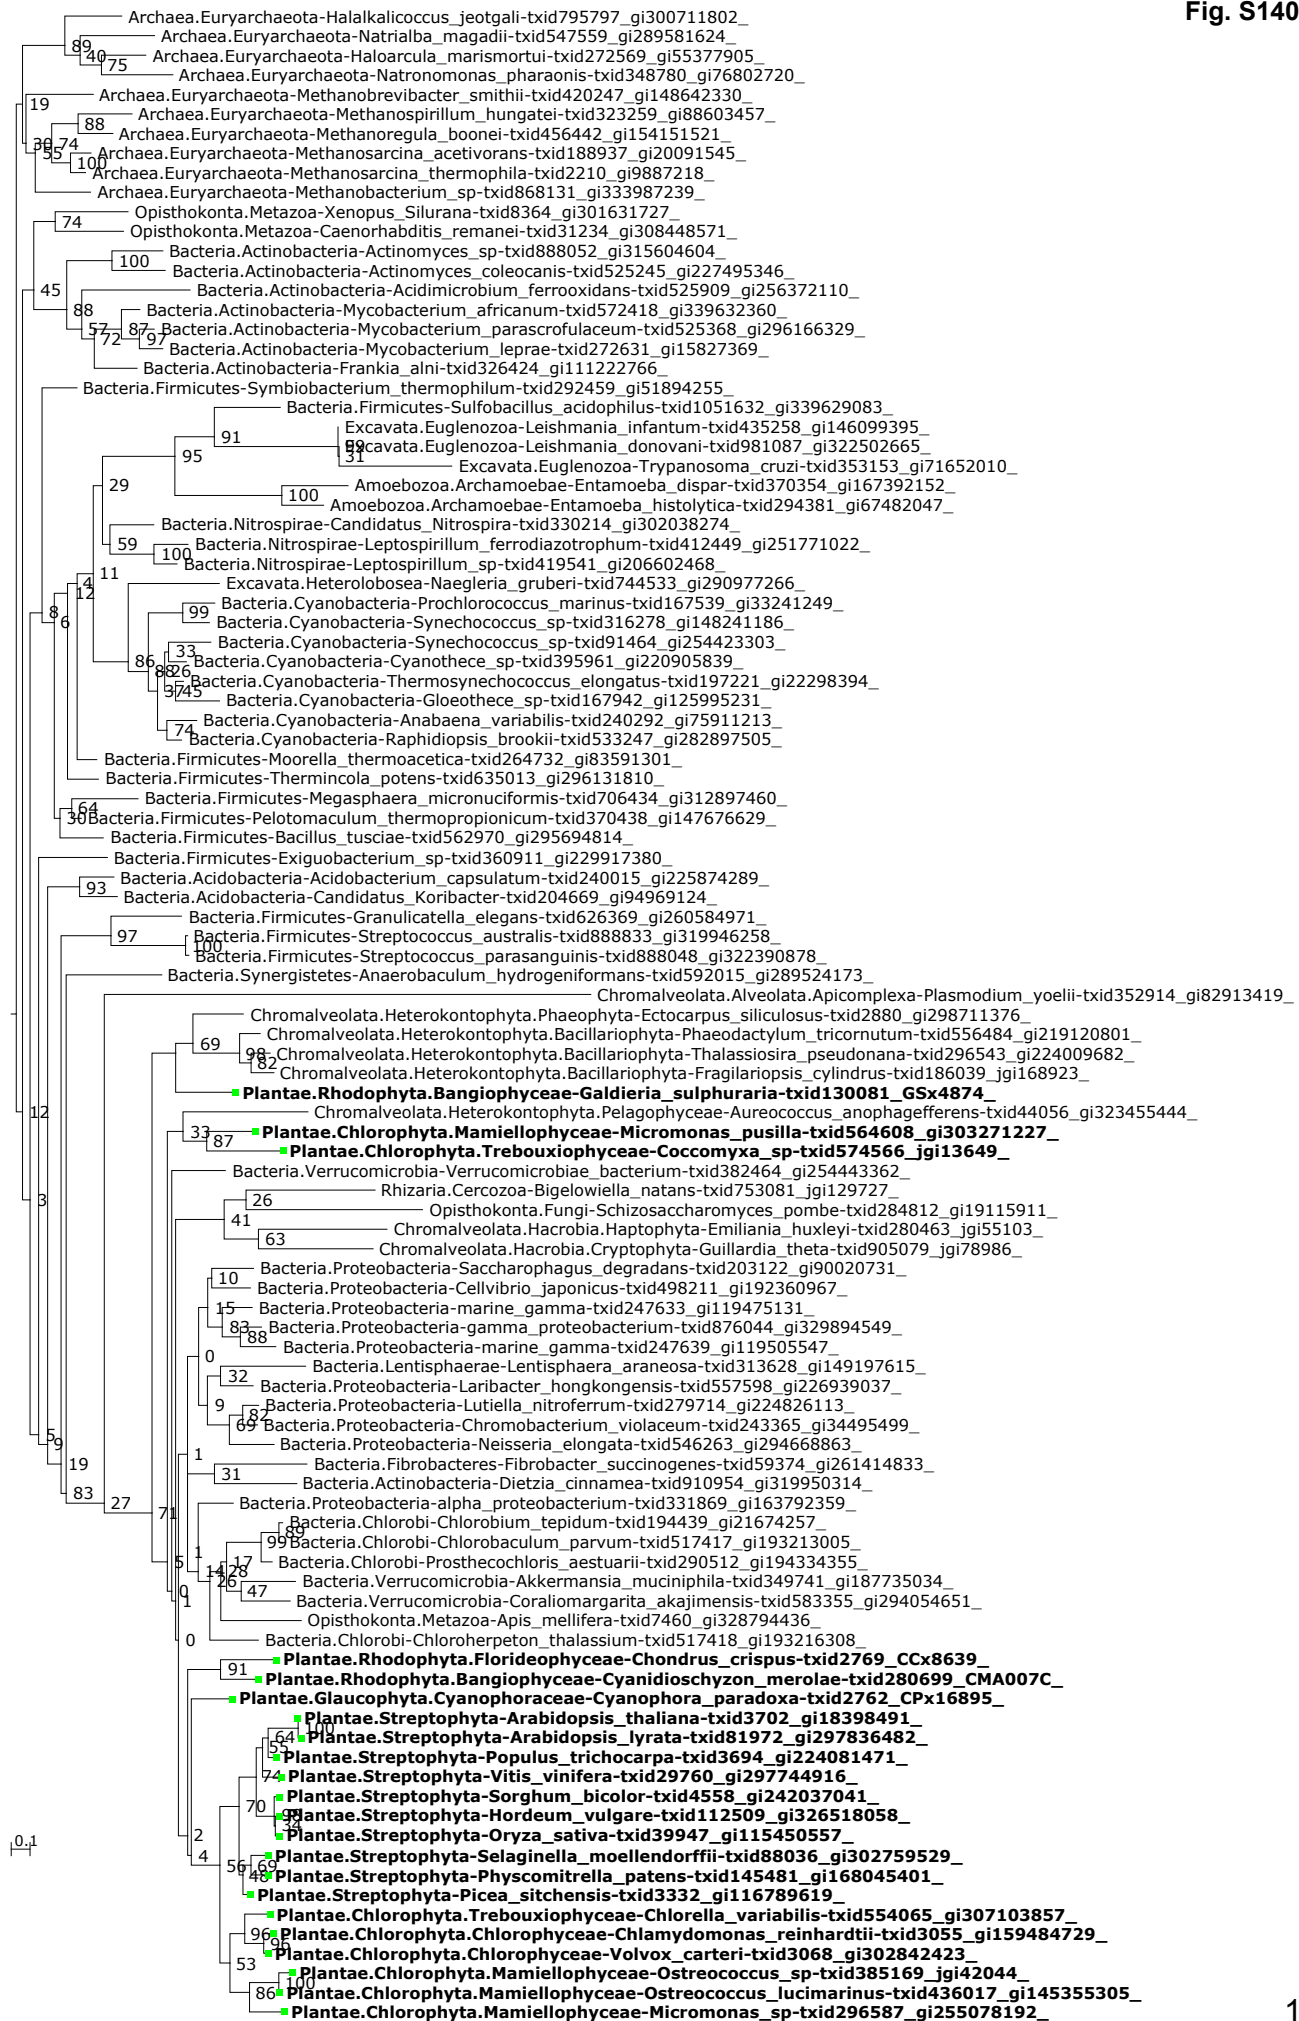 Fig. S140
Archaea.Euryarchaeota-Halalkalicoccus_jeotgali-txid795797_gi300711802_
Archaea.Euryarchaeota-Natrialba_magadii-txid547559_gi289581624_
89
40
Archaea.Euryarchaeota-Haloarcula_marismortui-txid272569_gi55377905_
75
Archaea.Euryarchaeota-Natronomonas_pharaonis-txid348780_gi76802720_
Archaea.Euryarchaeota-Methanobrevibacter_smithii-txid420247_gi148642330_
19
Archaea.Euryarchaeota-Methanospirillum_hungatei-txid323259_gi88603457_
88
Archaea.Euryarchaeota-Methanoregula_boonei-txid456442_gi154151521_
30
74
55
Archaea.Euryarchaeota-Methanosarcina_acetivorans-txid188937_gi20091545_
100
Archaea.Euryarchaeota-Methanosarcina_thermophila-txid2210_gi9887218_
Archaea.Euryarchaeota-Methanobacterium_sp-txid868131_gi333987239_
Opisthokonta.Metazoa-Xenopus_Silurana-txid8364_gi301631727_
74
Opisthokonta.Metazoa-Caenorhabditis_remanei-txid31234_gi308448571_
Bacteria.Actinobacteria-Actinomyces_sp-txid888052_gi315604604_
100
Bacteria.Actinobacteria-Actinomyces_coleocanis-txid525245_gi227495346_
45
Bacteria.Actinobacteria-Acidimicrobium_ferrooxidans-txid525909_gi256372110_
88
Bacteria.Actinobacteria-Mycobacterium_africanum-txid572418_gi339632360_
57
87
Bacteria.Actinobacteria-Mycobacterium_parascrofulaceum-txid525368_gi296166329_
72
97
Bacteria.Actinobacteria-Mycobacterium_leprae-txid272631_gi15827369_
Bacteria.Actinobacteria-Frankia_alni-txid326424_gi111222766_
Bacteria.Firmicutes-Symbiobacterium_thermophilum-txid292459_gi51894255_
Bacteria.Firmicutes-Sulfobacillus_acidophilus-txid1051632_gi339629083_
Excavata.Euglenozoa-Leishmania_infantum-txid435258_gi146099395_
91
Excavata.Euglenozoa-Leishmania_donovani-txid981087_gi322502665_
95
31
Excavata.Euglenozoa-Trypanosoma_cruzi-txid353153_gi71652010_
29
Amoebozoa.Archamoebae-Entamoeba_dispar-txid370354_gi167392152_
100
Amoebozoa.Archamoebae-Entamoeba_histolytica-txid294381_gi67482047_
Bacteria.Nitrospirae-Candidatus_Nitrospira-txid330214_gi302038274_
59
Bacteria.Nitrospirae-Leptospirillum_ferrodiazotrophum-txid412449_gi251771022_
100
Bacteria.Nitrospirae-Leptospirillum_sp-txid419541_gi206602468_
11
4
Excavata.Heterolobosea-Naegleria_gruberi-txid744533_gi290977266_
12
Bacteria.Cyanobacteria-Prochlorococcus_marinus-txid167539_gi33241249_
8
99
6
Bacteria.Cyanobacteria-Synechococcus_sp-txid316278_gi148241186_
Bacteria.Cyanobacteria-Synechococcus_sp-txid91464_gi254423303_
33
86
Bacteria.Cyanobacteria-Cyanothece_sp-txid395961_gi220905839_
88
26
Bacteria.Cyanobacteria-Thermosynechococcus_elongatus-txid197221_gi22298394_
37
45
Bacteria.Cyanobacteria-Gloeothece_sp-txid167942_gi125995231_
Bacteria.Cyanobacteria-Anabaena_variabilis-txid240292_gi75911213_
74
Bacteria.Cyanobacteria-Raphidiopsis_brookii-txid533247_gi282897505_
Bacteria.Firmicutes-Moorella_thermoacetica-txid264732_gi83591301_
Bacteria.Firmicutes-Thermincola_potens-txid635013_gi296131810_
Bacteria.Firmicutes-Megasphaera_micronuciformis-txid706434_gi312897460_
64
30
Bacteria.Firmicutes-Pelotomaculum_thermopropionicum-txid370438_gi147676629_
Bacteria.Firmicutes-Bacillus_tusciae-txid562970_gi295694814_
Bacteria.Firmicutes-Exiguobacterium_sp-txid360911_gi229917380_
Bacteria.Acidobacteria-Acidobacterium_capsulatum-txid240015_gi225874289_
93
Bacteria.Acidobacteria-Candidatus_Koribacter-txid204669_gi94969124_
Bacteria.Firmicutes-Granulicatella_elegans-txid626369_gi260584971_
97
Bacteria.Firmicutes-Streptococcus_australis-txid888833_gi319946258_
100
Bacteria.Firmicutes-Streptococcus_parasanguinis-txid888048_gi322390878_
Bacteria.Synergistetes-Anaerobaculum_hydrogeniformans-txid592015_gi289524173_
Chromalveolata.Alveolata.Apicomplexa-Plasmodium_yoelii-txid352914_gi82913419_
Chromalveolata.Heterokontophyta.Phaeophyta-Ectocarpus_siliculosus-txid2880_gi298711376_
69
Chromalveolata.Heterokontophyta.Bacillariophyta-Phaeodactylum_tricornutum-txid556484_gi219120801_
98
Chromalveolata.Heterokontophyta.Bacillariophyta-Thalassiosira_pseudonana-txid296543_gi224009682_
82
Chromalveolata.Heterokontophyta.Bacillariophyta-Fragilariopsis_cylindrus-txid186039_jgi168923_
Plantae.Rhodophyta.Bangiophyceae-Galdieria_sulphuraria-txid130081_GSx4874_
12
Chromalveolata.Heterokontophyta.Pelagophyceae-Aureococcus_anophagefferens-txid44056_gi323455444_
33
Plantae.Chlorophyta.Mamiellophyceae-Micromonas_pusilla-txid564608_gi303271227_
87
Plantae.Chlorophyta.Trebouxiophyceae-Coccomyxa_sp-txid574566_jgi13649_
Bacteria.Verrucomicrobia-Verrucomicrobiae_bacterium-txid382464_gi254443362_
3
Rhizaria.Cercozoa-Bigelowiella_natans-txid753081_jgi129727_
26
Opisthokonta.Fungi-Schizosaccharomyces_pombe-txid284812_gi19115911_
41
Chromalveolata.Hacrobia.Haptophyta-Emiliania_huxleyi-txid280463_jgi55103_
63
Chromalveolata.Hacrobia.Cryptophyta-Guillardia_theta-txid905079_jgi78986_
Bacteria.Proteobacteria-Saccharophagus_degradans-txid203122_gi90020731_
10
Bacteria.Proteobacteria-Cellvibrio_japonicus-txid498211_gi192360967_
15
Bacteria.Proteobacteria-marine_gamma-txid247633_gi119475131_
83
Bacteria.Proteobacteria-gamma_proteobacterium-txid876044_gi329894549_
88
Bacteria.Proteobacteria-marine_gamma-txid247639_gi119505547_
0
Bacteria.Lentisphaerae-Lentisphaera_araneosa-txid313628_gi149197615_
32
Bacteria.Proteobacteria-Laribacter_hongkongensis-txid557598_gi226939037_
9
Bacteria.Proteobacteria-Lutiella_nitroferrum-txid279714_gi224826113_
82
69
Bacteria.Proteobacteria-Chromobacterium_violaceum-txid243365_gi34495499_
5
9
Bacteria.Proteobacteria-Neisseria_elongata-txid546263_gi294668863_
1
19
Bacteria.Fibrobacteres-Fibrobacter_succinogenes-txid59374_gi261414833_
31
Bacteria.Actinobacteria-Dietzia_cinnamea-txid910954_gi319950314_
83
27
Bacteria.Proteobacteria-alpha_proteobacterium-txid331869_gi163792359_
71
Bacteria.Chlorobi-Chlorobium_tepidum-txid194439_gi21674257_
89
99
Bacteria.Chlorobi-Chlorobaculum_parvum-txid517417_gi193213005_
1
5
17
Bacteria.Chlorobi-Prosthecochloris_aestuarii-txid290512_gi194334355_
14
28
26
Bacteria.Verrucomicrobia-Akkermansia_muciniphila-txid349741_gi187735034_
0
47
1
Bacteria.Verrucomicrobia-Coraliomargarita_akajimensis-txid583355_gi294054651_
Opisthokonta.Metazoa-Apis_mellifera-txid7460_gi328794436_
0
Bacteria.Chlorobi-Chloroherpeton_thalassium-txid517418_gi193216308_
Plantae.Rhodophyta.Florideophyceae-Chondrus_crispus-txid2769_CCx8639_
91
Plantae.Rhodophyta.Bangiophyceae-Cyanidioschyzon_merolae-txid280699_CMA007C_
Plantae.Glaucophyta.Cyanophoraceae-Cyanophora_paradoxa-txid2762_CPx16895_
Plantae.Streptophyta-Arabidopsis_thaliana-txid3702_gi18398491_
100
64
Plantae.Streptophyta-Arabidopsis_lyrata-txid81972_gi297836482_
55
Plantae.Streptophyta-Populus_trichocarpa-txid3694_gi224081471_
74
Plantae.Streptophyta-Vitis_vinifera-txid29760_gi297744916_
Plantae.Streptophyta-Sorghum_bicolor-txid4558_gi242037041_
70
Plantae.Streptophyta-Hordeum_vulgare-txid112509_gi326518058_
34
Plantae.Streptophyta-Oryza_sativa-txid39947_gi115450557_
2
0.1
4
Plantae.Streptophyta-Selaginella_moellendorffii-txid88036_gi302759529_
56
69
48
Plantae.Streptophyta-Physcomitrella_patens-txid145481_gi168045401_
Plantae.Streptophyta-Picea_sitchensis-txid3332_gi116789619_
Plantae.Chlorophyta.Trebouxiophyceae-Chlorella_variabilis-txid554065_gi307103857_
96
Plantae.Chlorophyta.Chlorophyceae-Chlamydomonas_reinhardtii-txid3055_gi159484729_
96
Plantae.Chlorophyta.Chlorophyceae-Volvox_carteri-txid3068_gi302842423
53
Plantae.Chlorophyta.Mamiellophyceae-Ostreococcus_sp-txid385169_jgi42044_
100
86
Plantae.Chlorophyta.Mamiellophyceae-Ostreococcus_lucimarinus-txid436017_gi145355305_
Plantae.Chlorophyta.Mamiellophyceae-Micromonas_sp-txid296587_gi255078192_
1